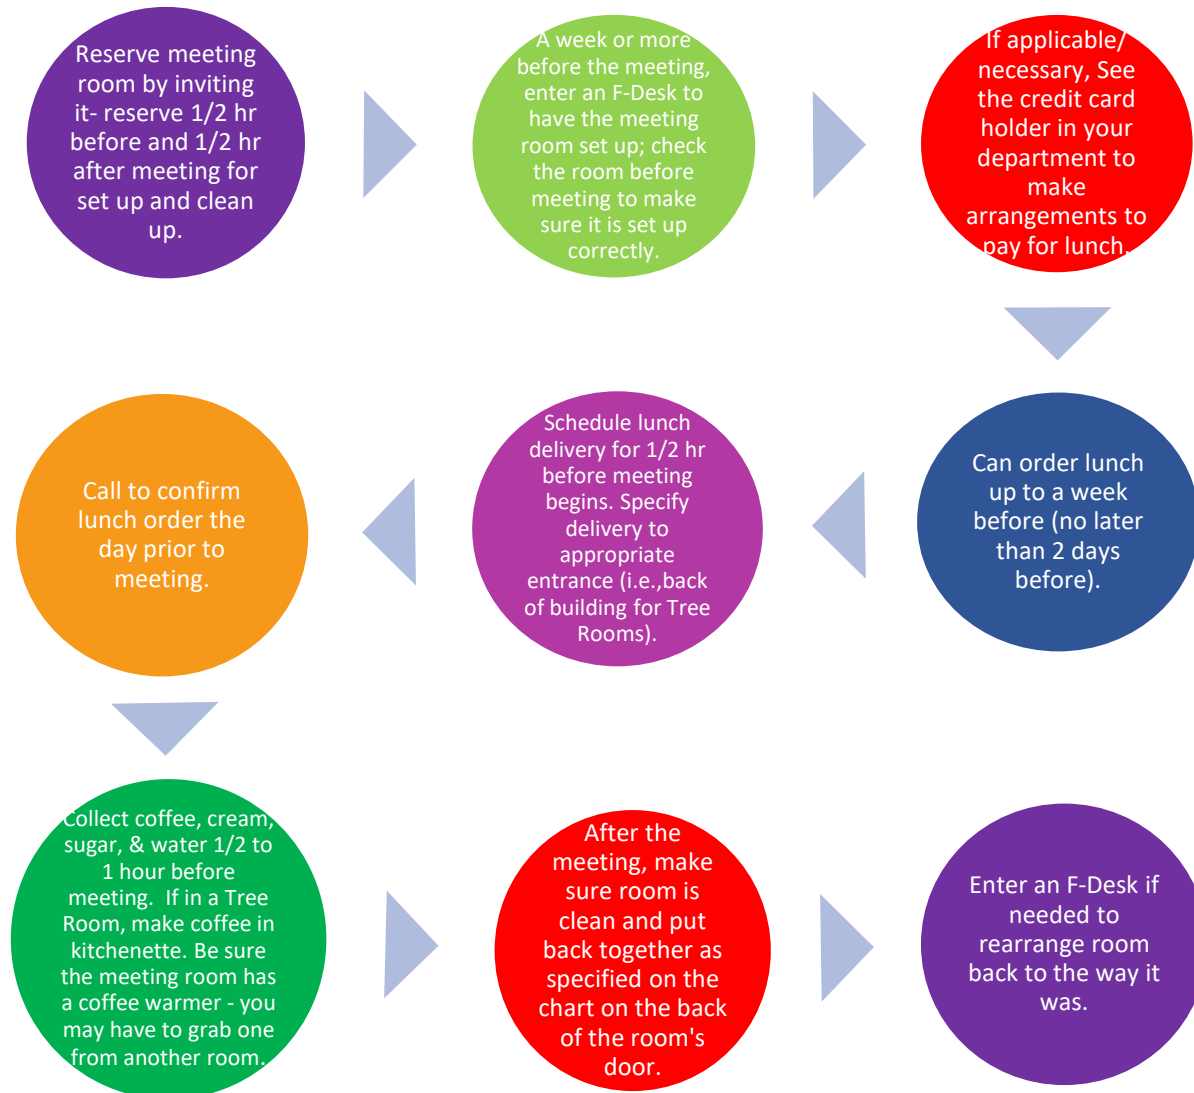 Reserve meeting
room by inviting
it- reserve 1/2 hr
before and 1/2 hr
after meeting for
set up and clean
up.
A week or more
before the meeting,
enter an F-Desk to
have the meeting
room set up; check
the room before
meeting to make
sure it is set up
correctly.
If applicable/
necessary, See
the credit card
holder in your
department to
make
arrangements to
pay for lunch.
Can order lunch
up to a week
before (no later
than 2 days
before).
Schedule lunch
delivery for 1/2 hr
before meeting
begins. Specify
delivery to
appropriate
entrance (i.e.,back
of building for Tree
Rooms).
Call to confirm
lunch order the
day prior to
meeting.
Collect coffee, cream,
sugar, & water 1/2 to
1 hour before
meeting.  If in a Tree
Room, make coffee in
kitchenette. Be sure
the meeting room has
a coffee warmer - you
may have to grab one
from another room.
After the
meeting, make
sure room is
clean and put
back together as
specified on the
chart on the back
of the room's
door.
Enter an F-Desk if
needed to
rearrange room
back to the way it
was.